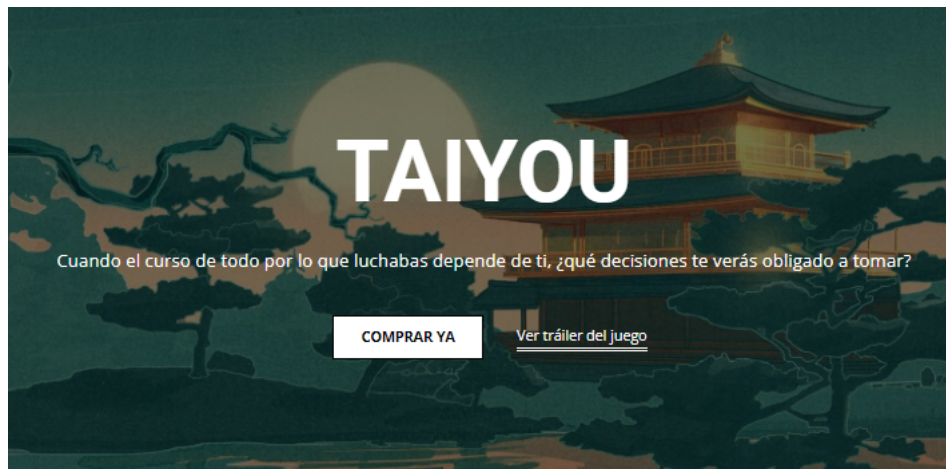 TAIYOU
Cuando el curso de todo por lo que luchabas depende de ti, ¿qué decisiones te verás obligado a tomar?
COMPRAR YA
Ver tráiler del juego